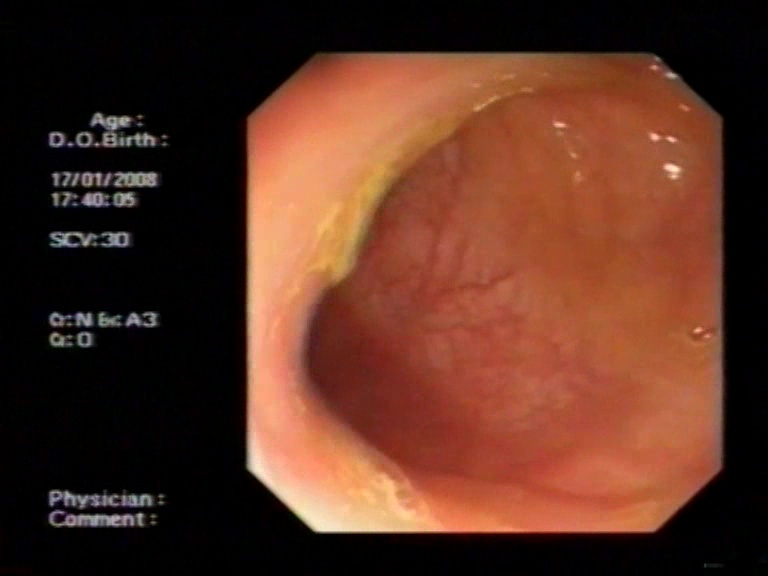 Age:
D.O.Birth:
17/01/2008
17:40:05
SCV:30
Physician:
Comment: